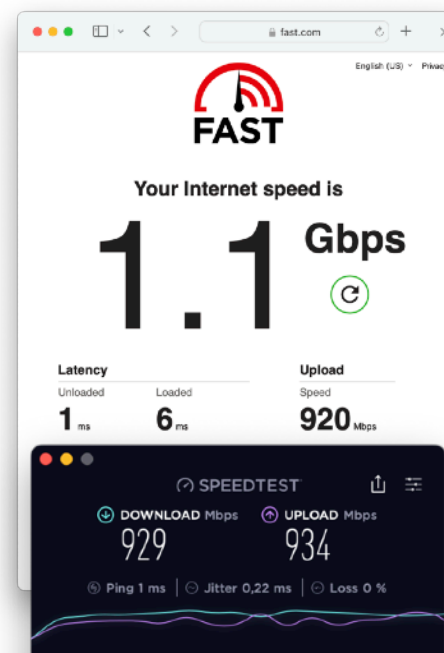 fast.com
English (US)
FAST
Your Internet speed is
1.1 Gbps
Latency
Upload
Unloaded
Loaded
Speed
1 ms
6 ms
920 Mbps
SPEEDTEST
DOWNLOAD Mbps
UPLOAD Mbps
929
934
Ping 1 ms
Jitter 0,22 ms
Loss 0 %